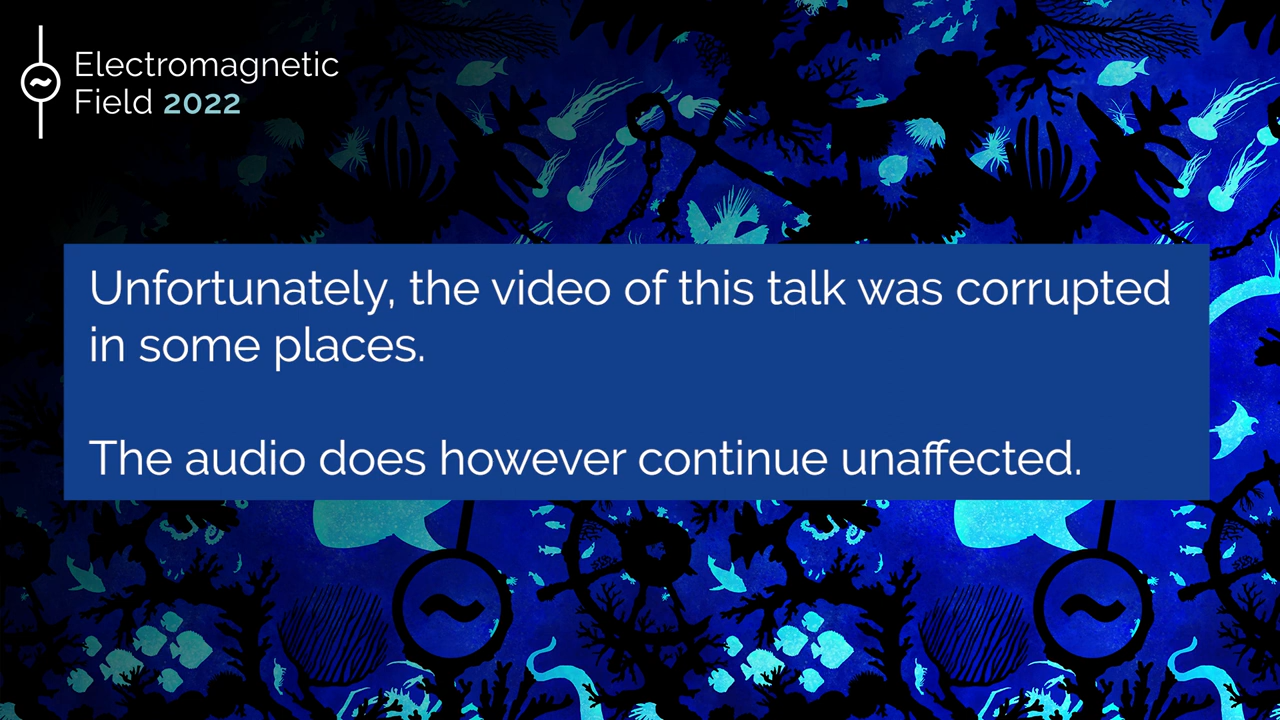 Electromagnetic
Field 2022
Unfortunately, the video of this talk was corrupted
in some places.
The audio does however continue unaffected.